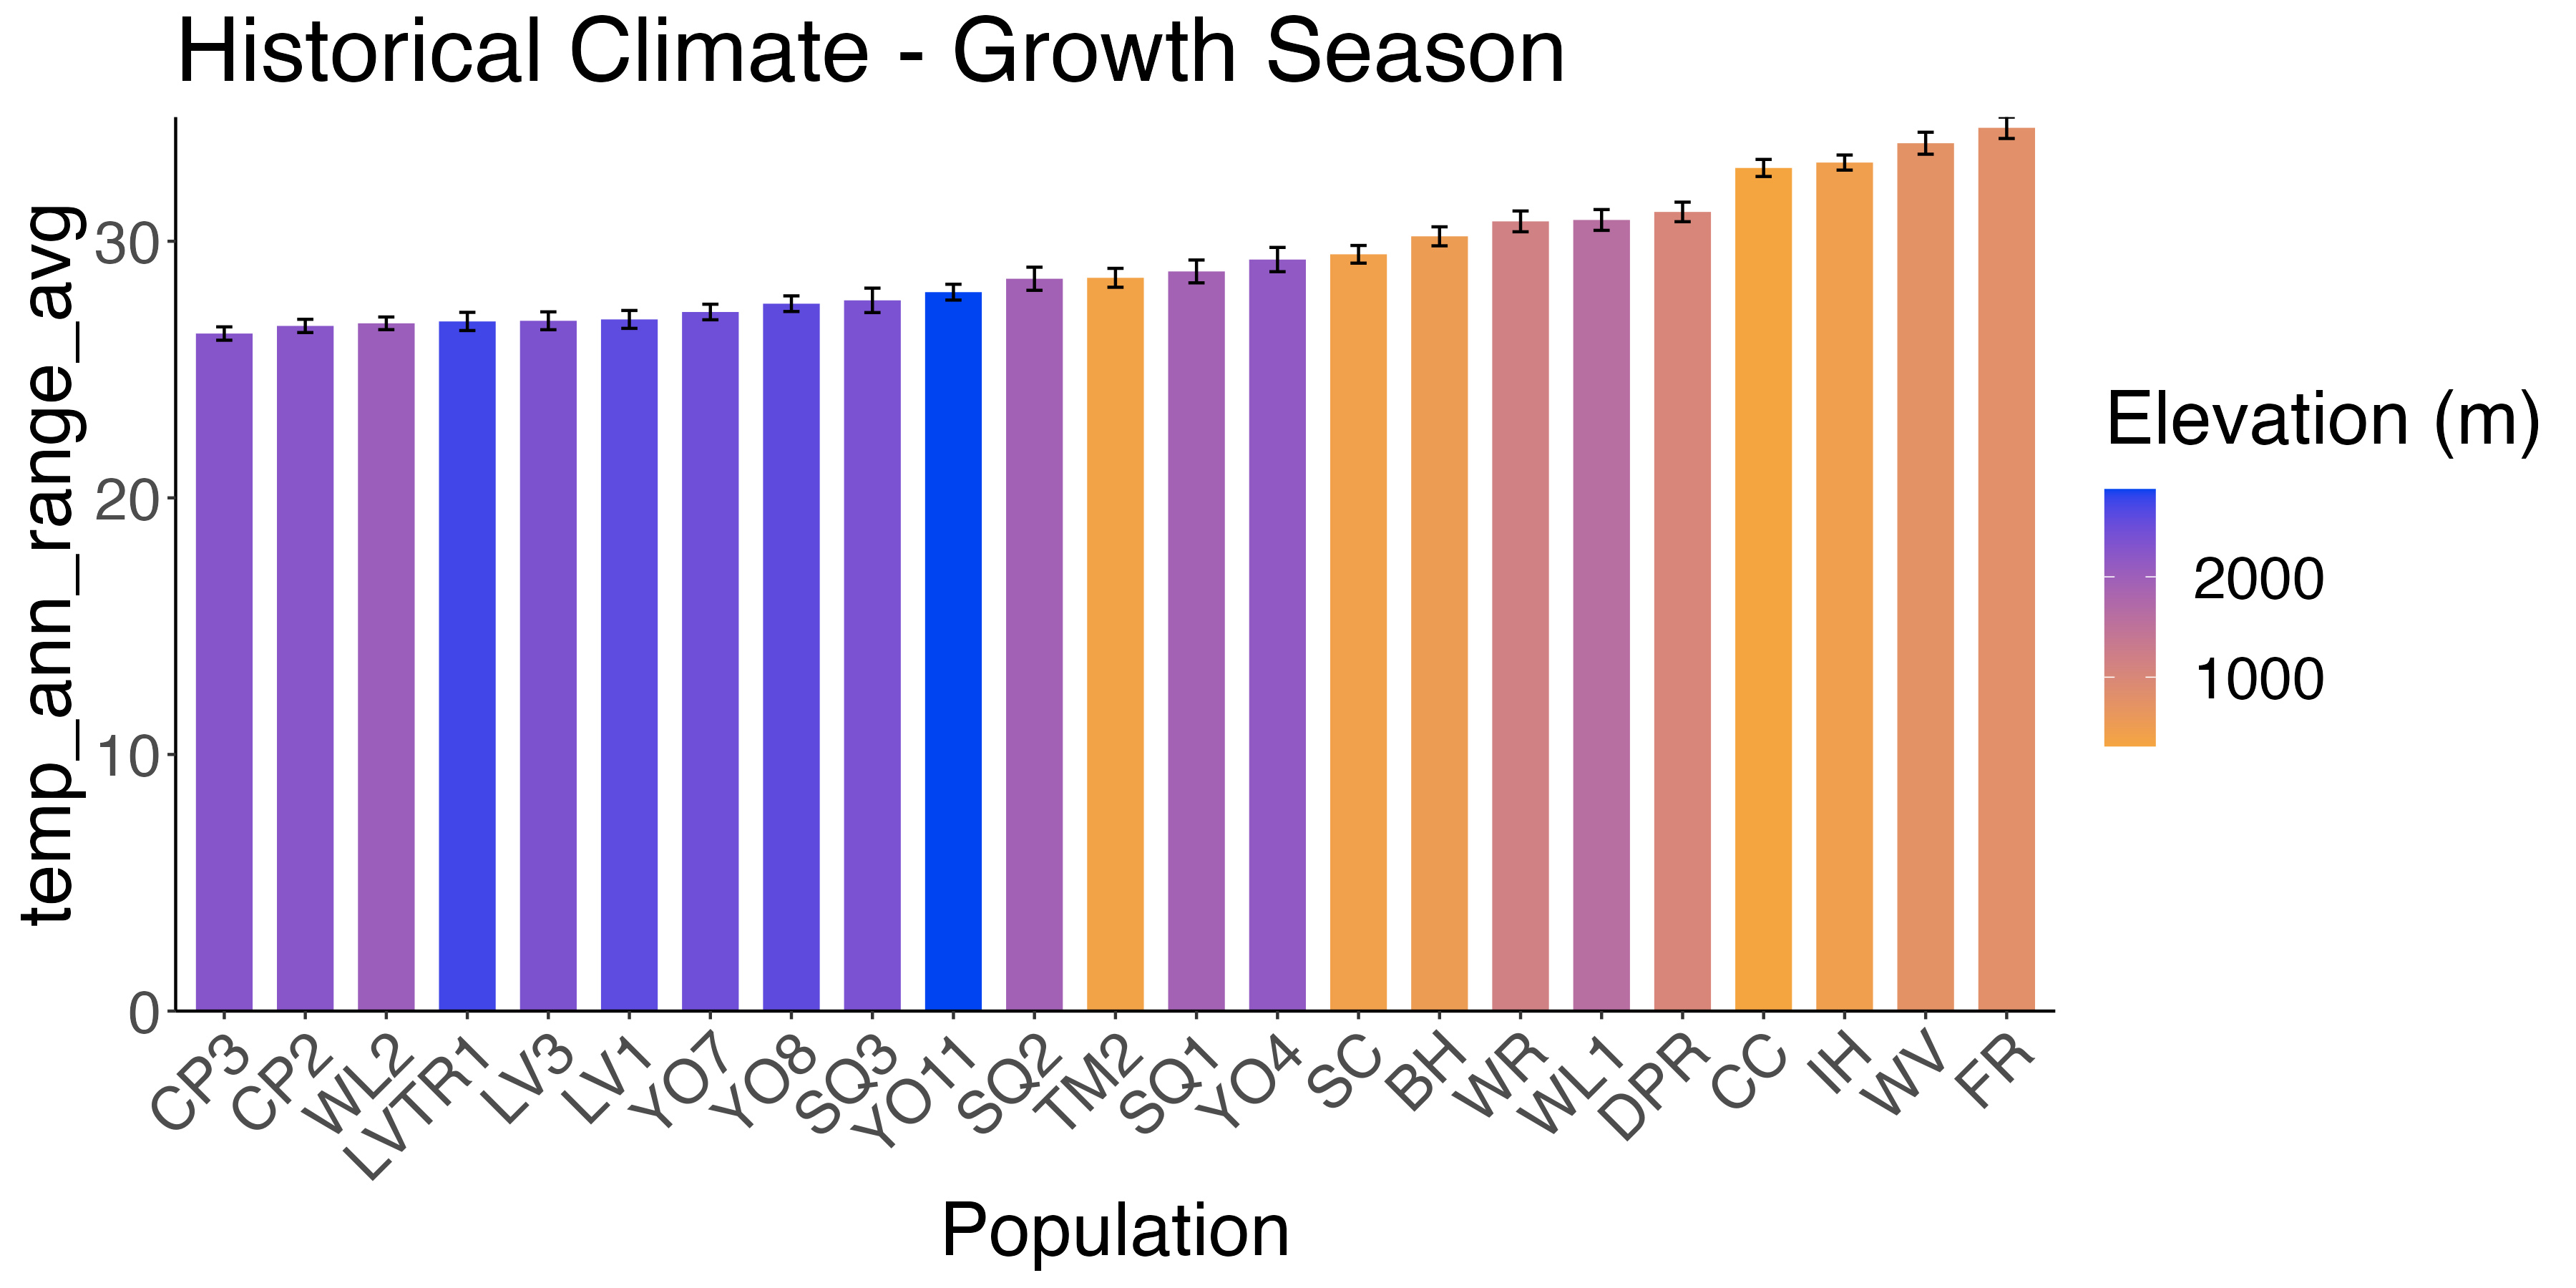 Historical Climate - Growth Season
temp_ann_range_avg
30
20
10
0
CP3
CP2
WL2
LVTR1
LV3
LV1
YO7
YO8
SQ3
YO11
SQ2
TM2
SQ1
YO4
SC
BH
WR
WL1
DPR
CC
IH
WV
FR
Population
Elevation (m)
2000
1000